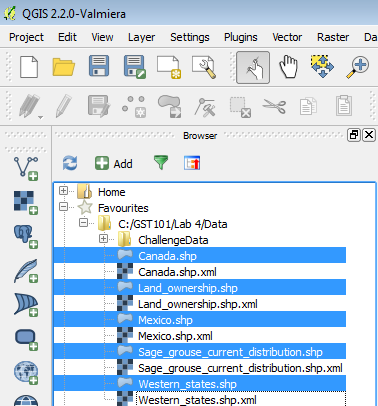 QGIS 2.2.0-Valmiera
Project Edit View Layer Settings Plugins Vector Raster Da
Browser
Add
Home
Favourites
C:/GST101/Lab 4/Data
ChallengeData
Canada.shp
Canada.shp.xml
Land_ownership.shp
Land_ownership.shp.xml
Mexico.shp
Mexico.shp.xml
Sage_grouse_current_distribution.shp
Sage_grouse_current_distribution.shp.xml
Western_states.shp
Western_states.shp.xml